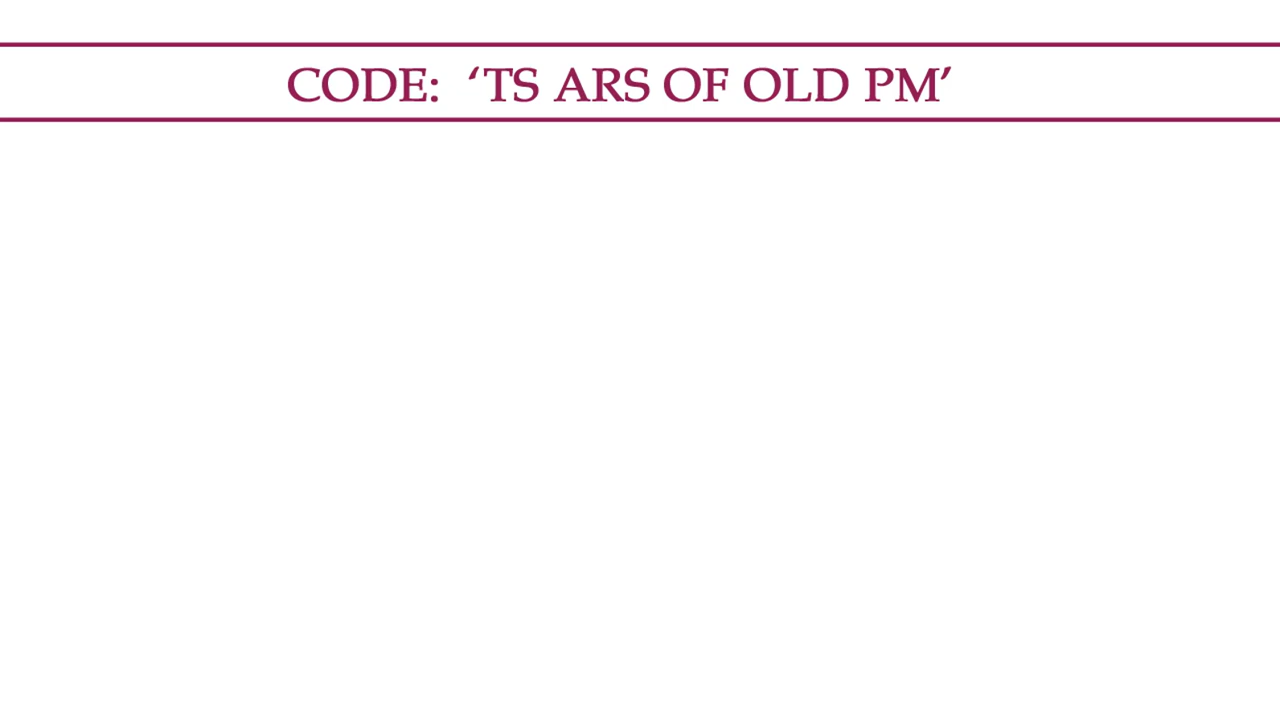 CODE: ‘TS ARS OF OLD PM’